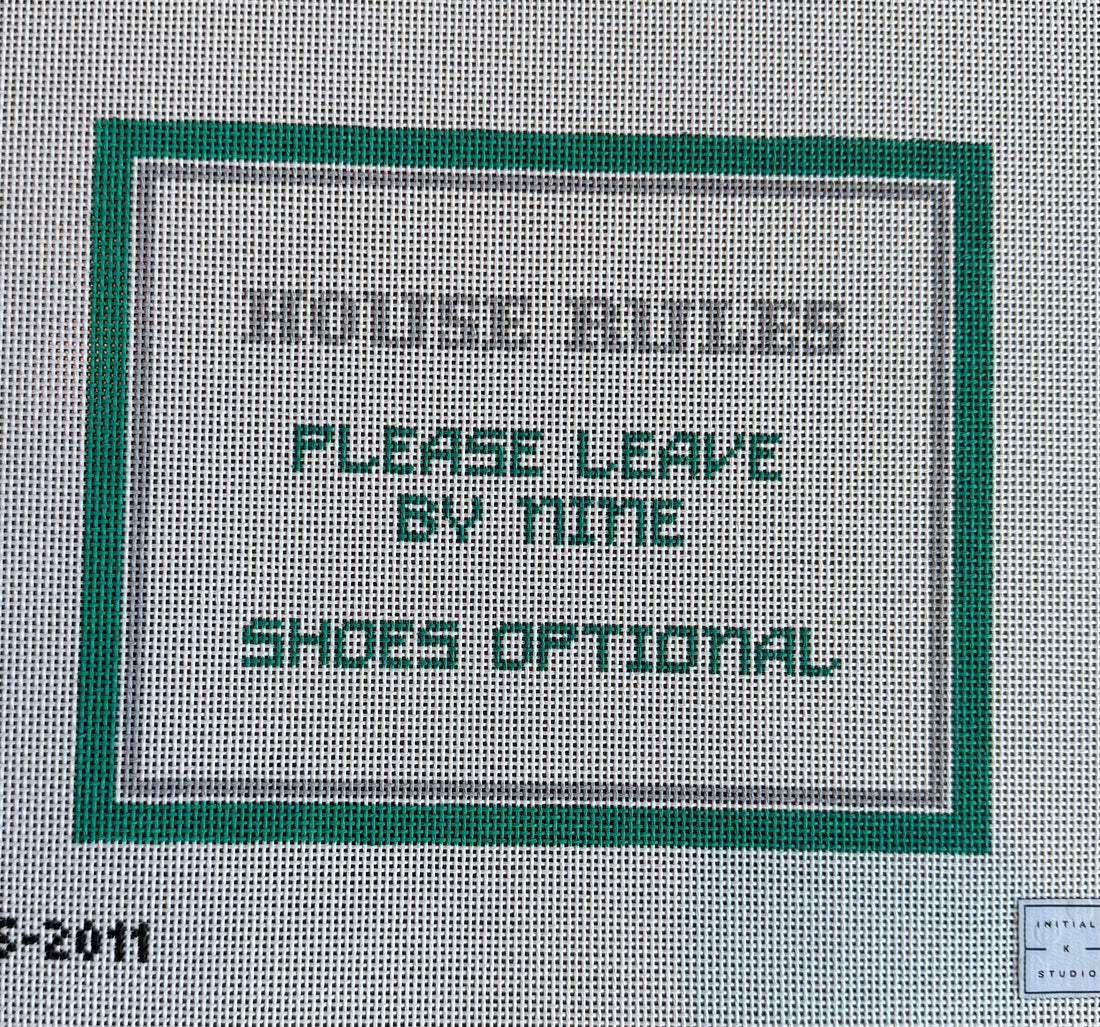 HOUSE RULES
PLEASE LEAVE
BY NINE
SHOES OPTIONAL
S-2011
INITIAL
K
STUDIO